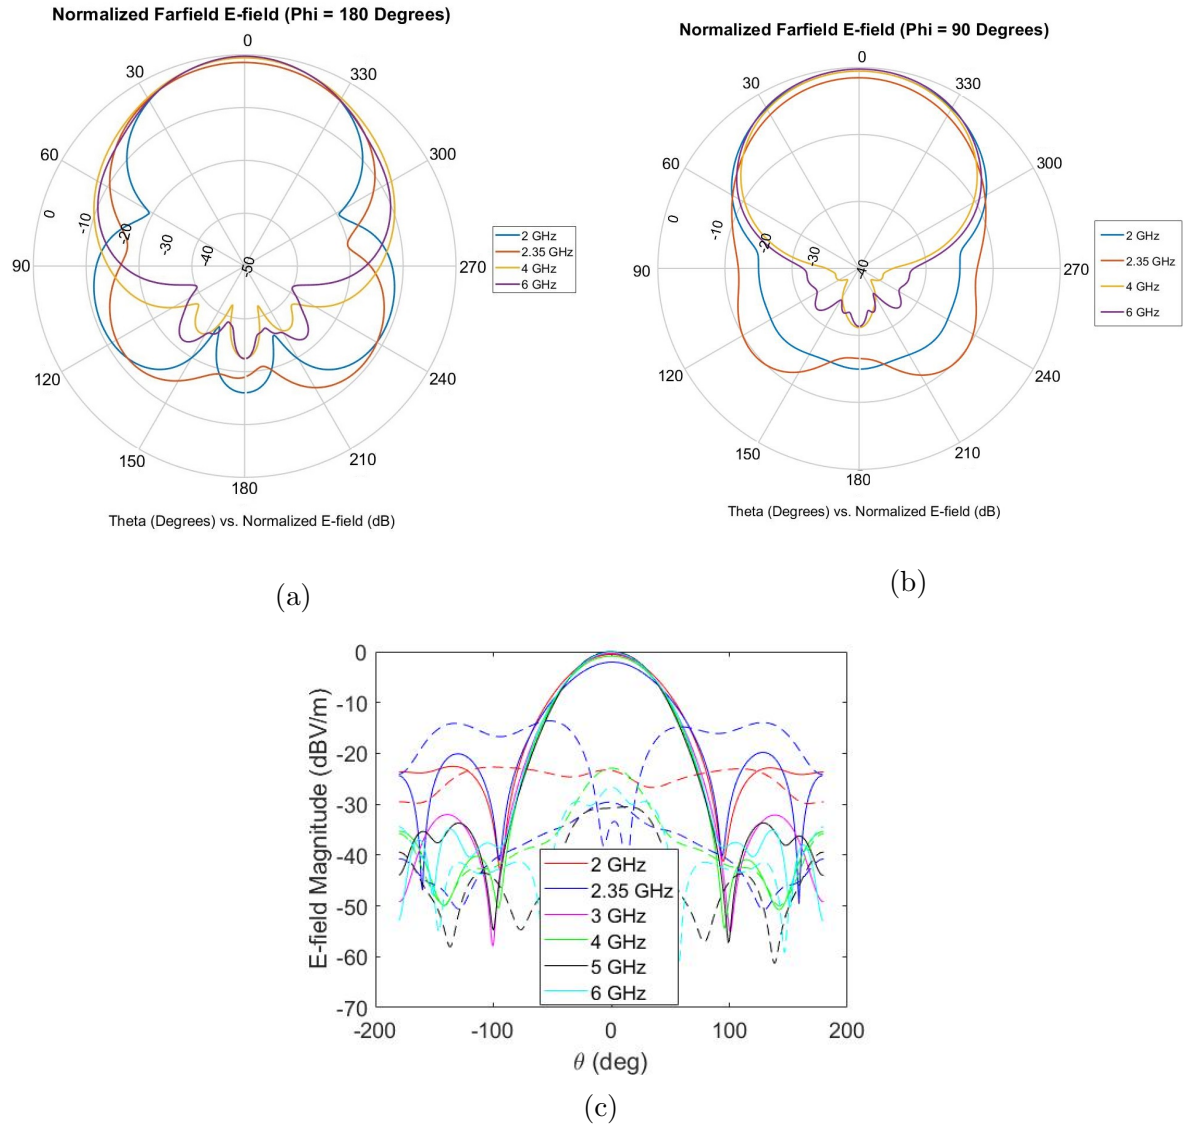 Normalized Farfield E-field (Phi = 180 Degrees)
0
30
330
60
300
0
-10
-20
-30
-40
-50
90
270
120
240
150
210
180
2 GHz
2.35 GHz
4 GHz
6 GHz
Theta (Degrees) vs. Normalized E-field (dB)
(a)
Normalized Farfield E-field (Phi = 90 Degrees)
0
30
330
60
300
0
-10
-20
-30
-40
90
270
120
240
150
210
180
2 GHz
2.35 GHz
4 GHz
6 GHz
Theta (Degrees) vs. Normalized E-field (dB)
(b)
E-field Magnitude (dBV/m)
0
-10
-20
-30
-40
-50
-60
-70
-200
-100
0
100
200
2 GHz
2.35 GHz
3 GHz
4 GHz
5 GHz
6 GHz
θ (deg)
(c)